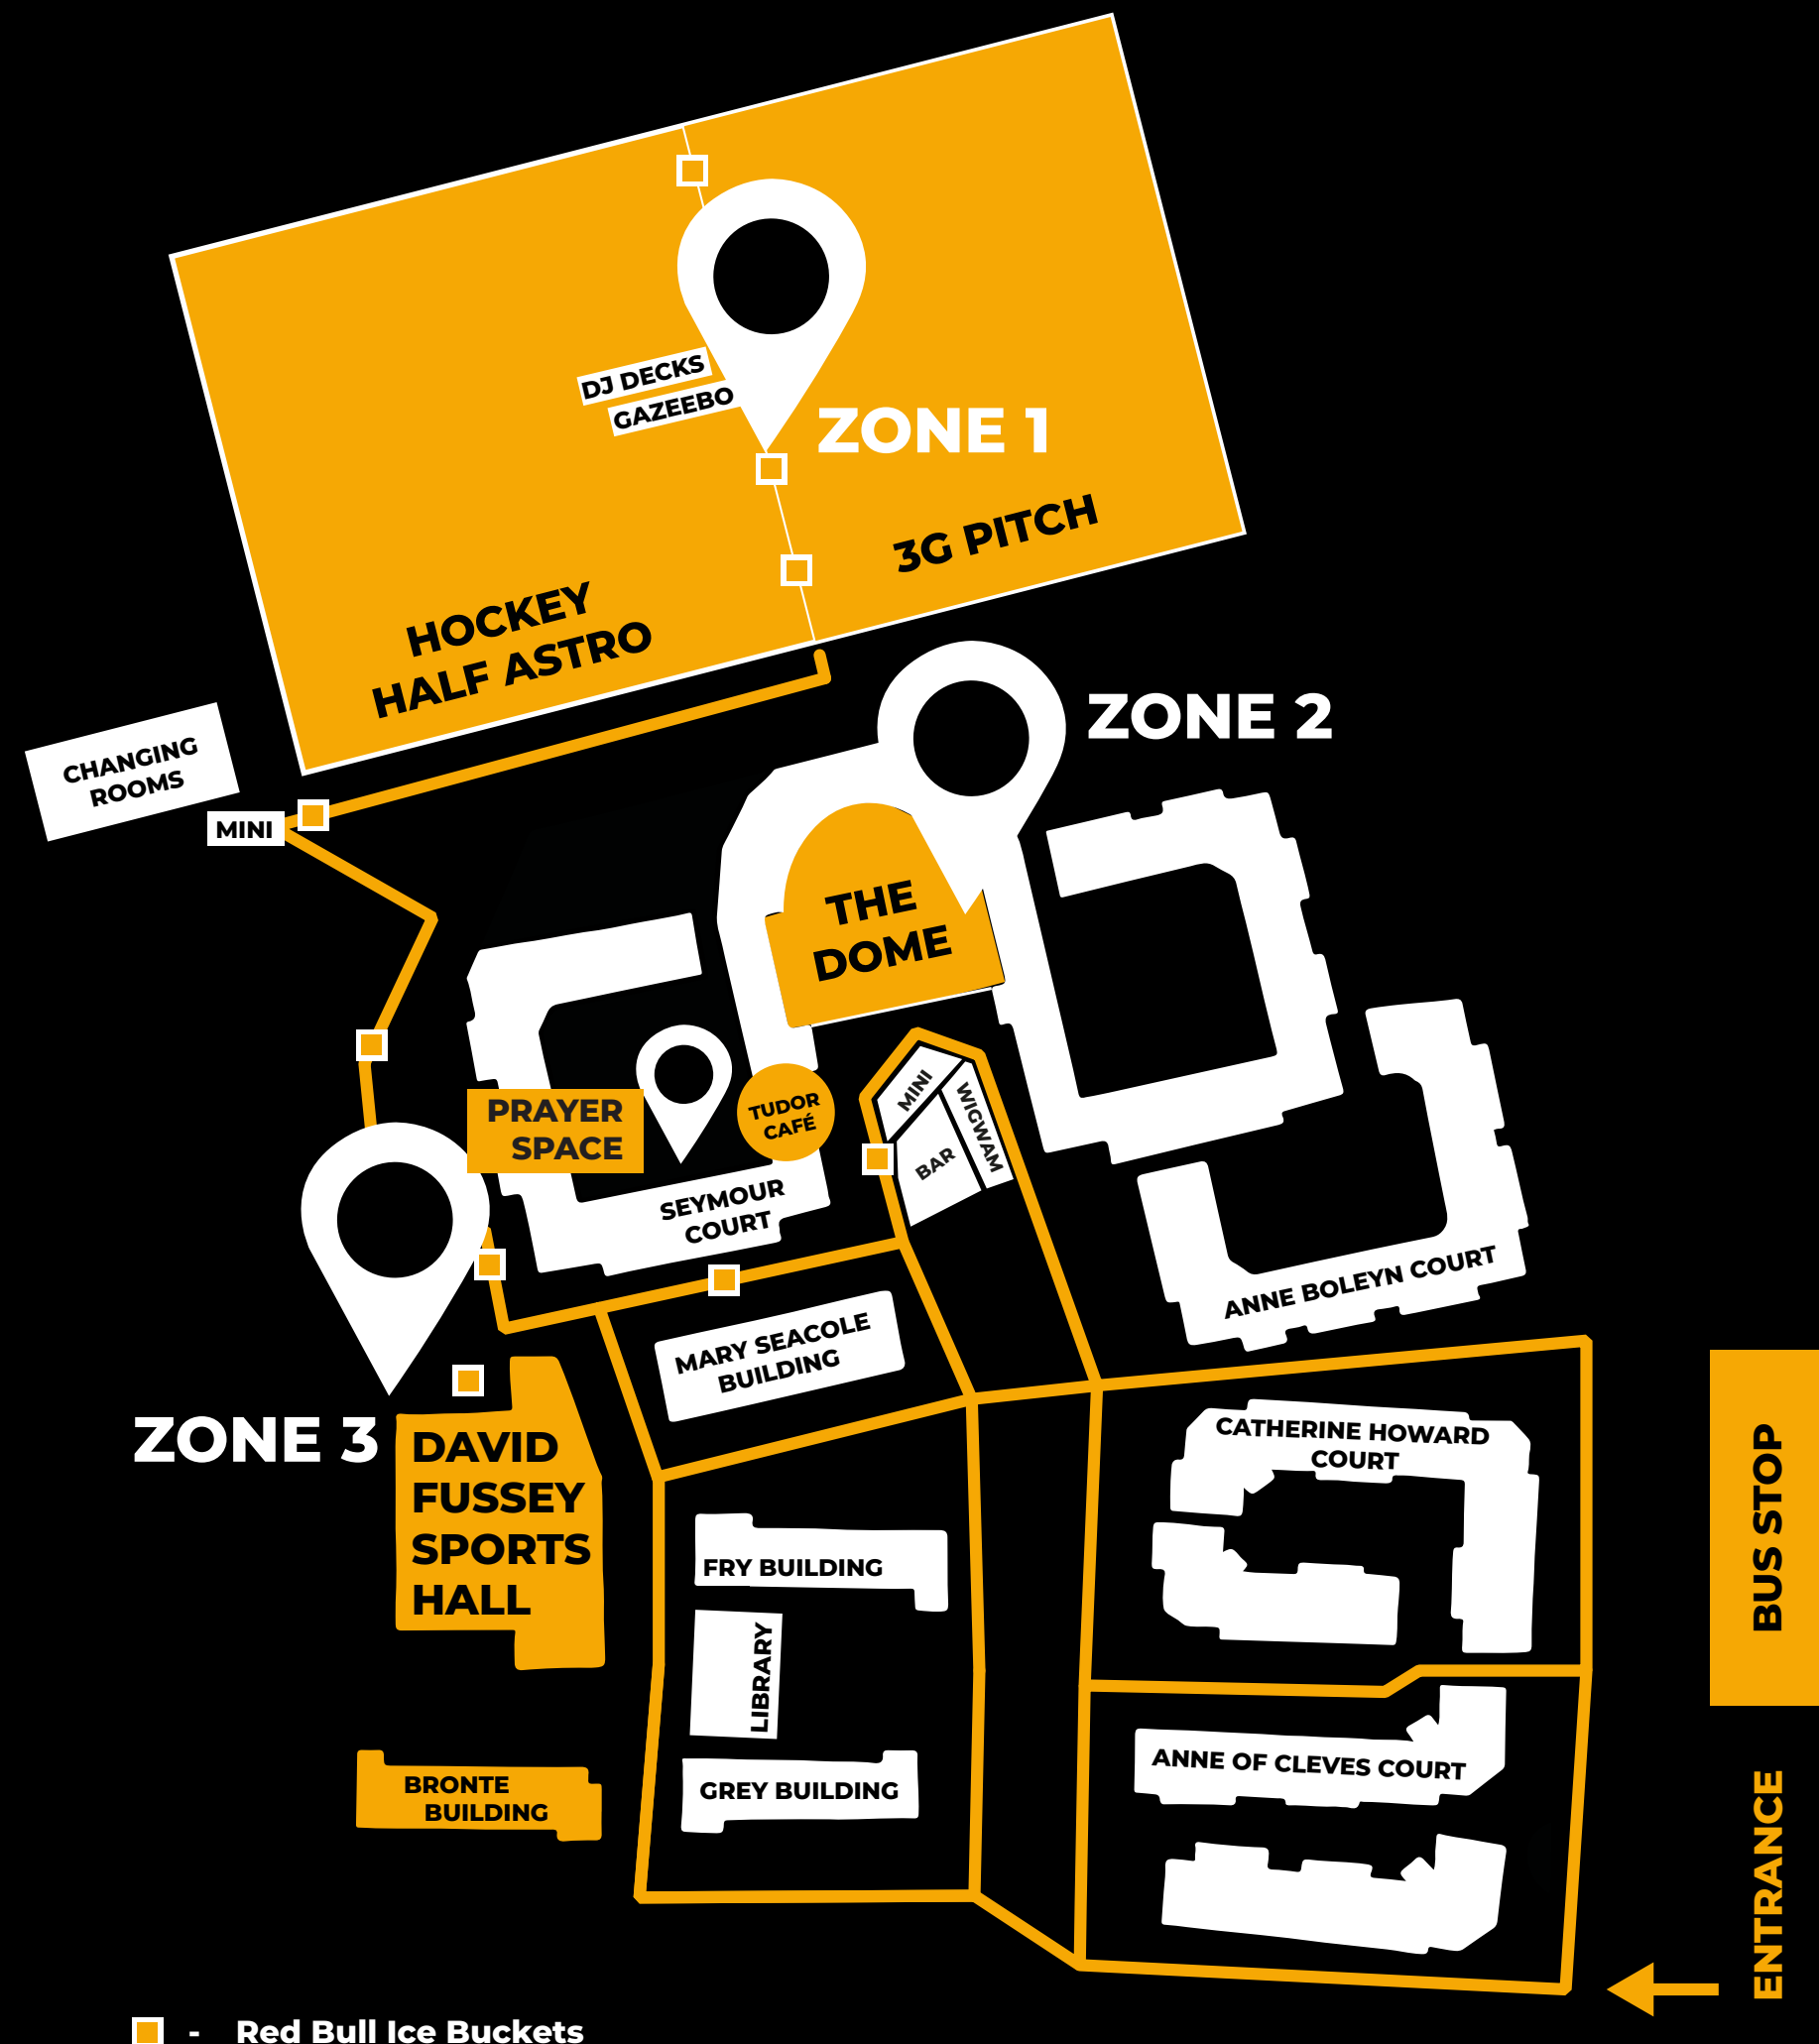 DJ DECKS
GAZEEBO
ZONE 1
3G PITCH
HOCKEY
HALF ASTRO
ZONE 2
CHANGING
ROOMS
MINI
THE
DOME
PRAYER
SPACE
TUDOR
CAFÉ
MINI
WIGWAM
BAR
SEYMOUR
COURT
ANNE BOLEYN COURT
MARY SEACOLE
BUILDING
ZONE 3
DAVID
FUSSEY
SPORTS
HALL
CATHERINE HOWARD
COURT
BUS STOP
FRY BUILDING
LIBRARY
GREY BUILDING
ANNE OF CLEVES COURT
BRONTE
BUILDING
ENTRANCE
- Red Bull Ice Buckets